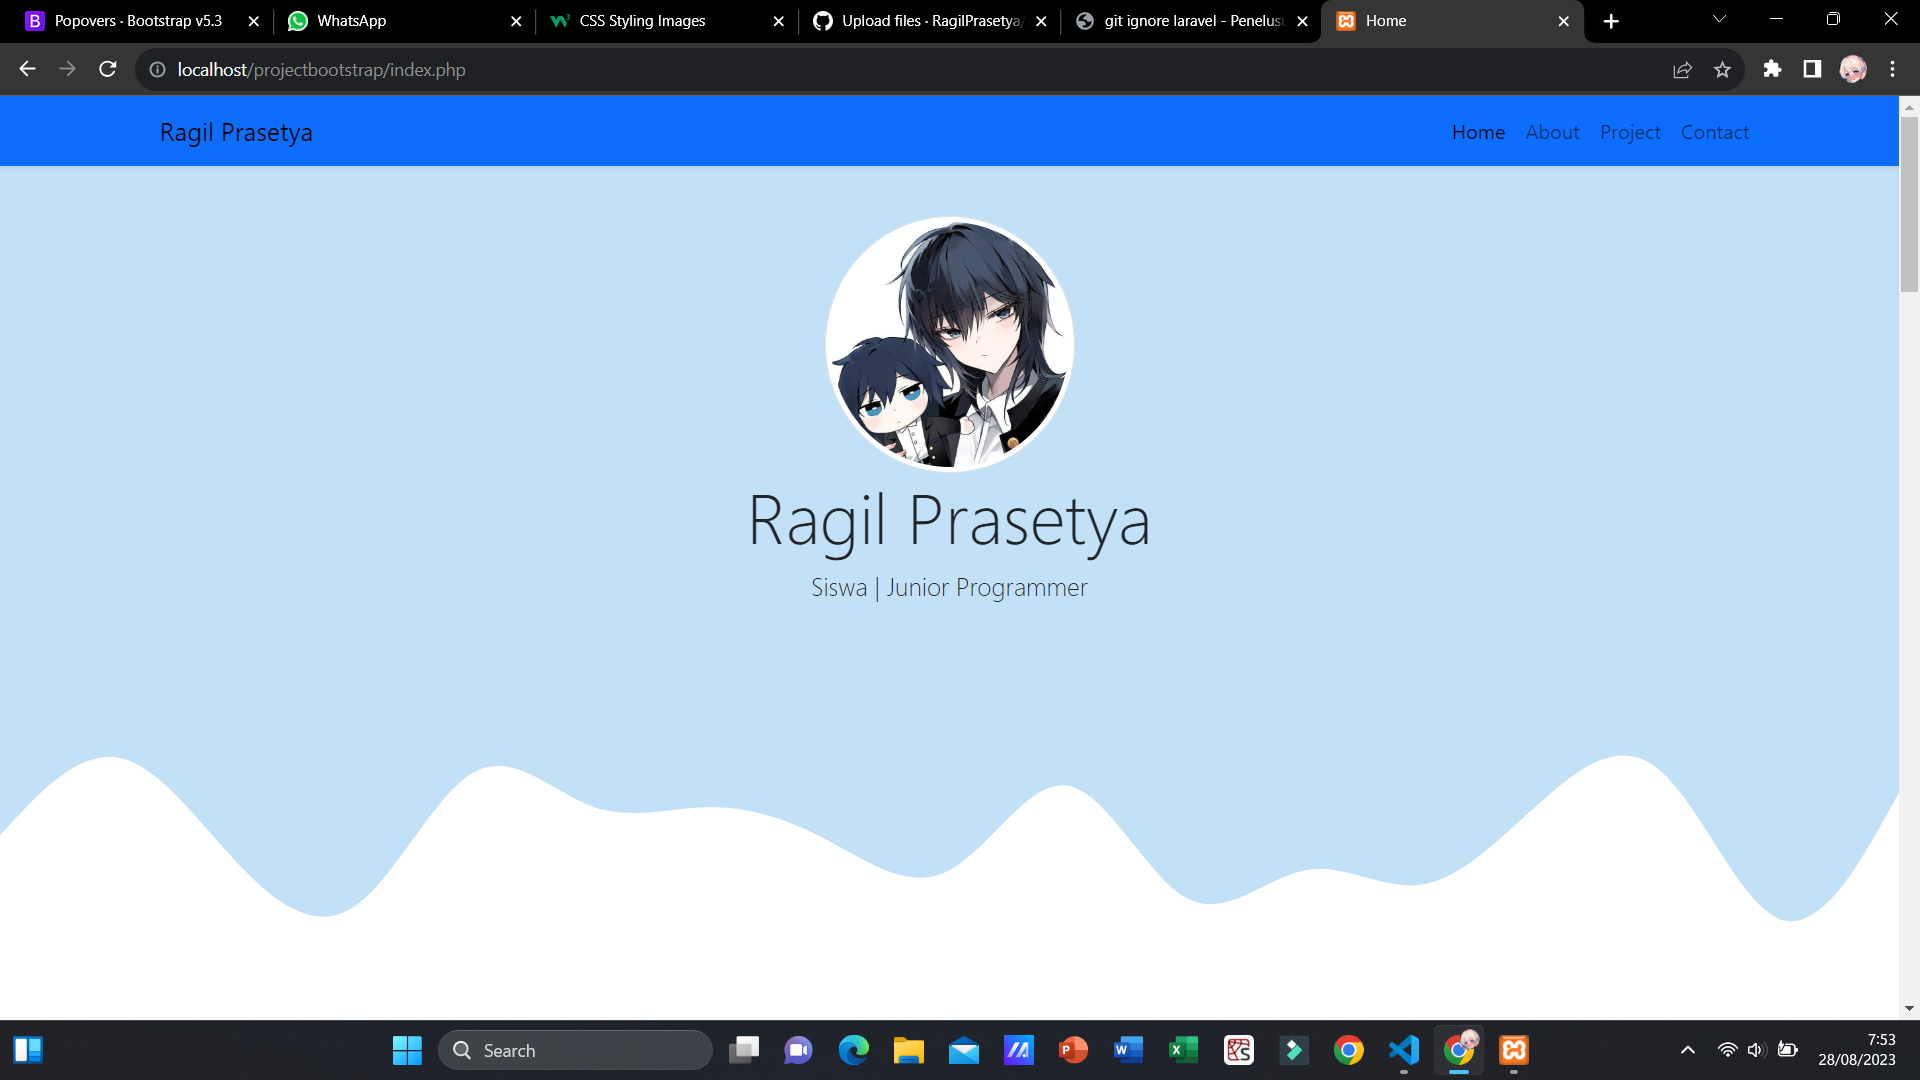 Popovers · Bootstrap v5.3
WhatsApp
CSS Styling Images
Upload files · RagilPrasetya/
git ignore laravel - Penelusu
Home
localhost/projectbootstrap/index.php
Ragil Prasetya
Home
About
Project
Contact
Ragil Prasetya
Siswa | Junior Programmer
Search
7:53
28/08/2023